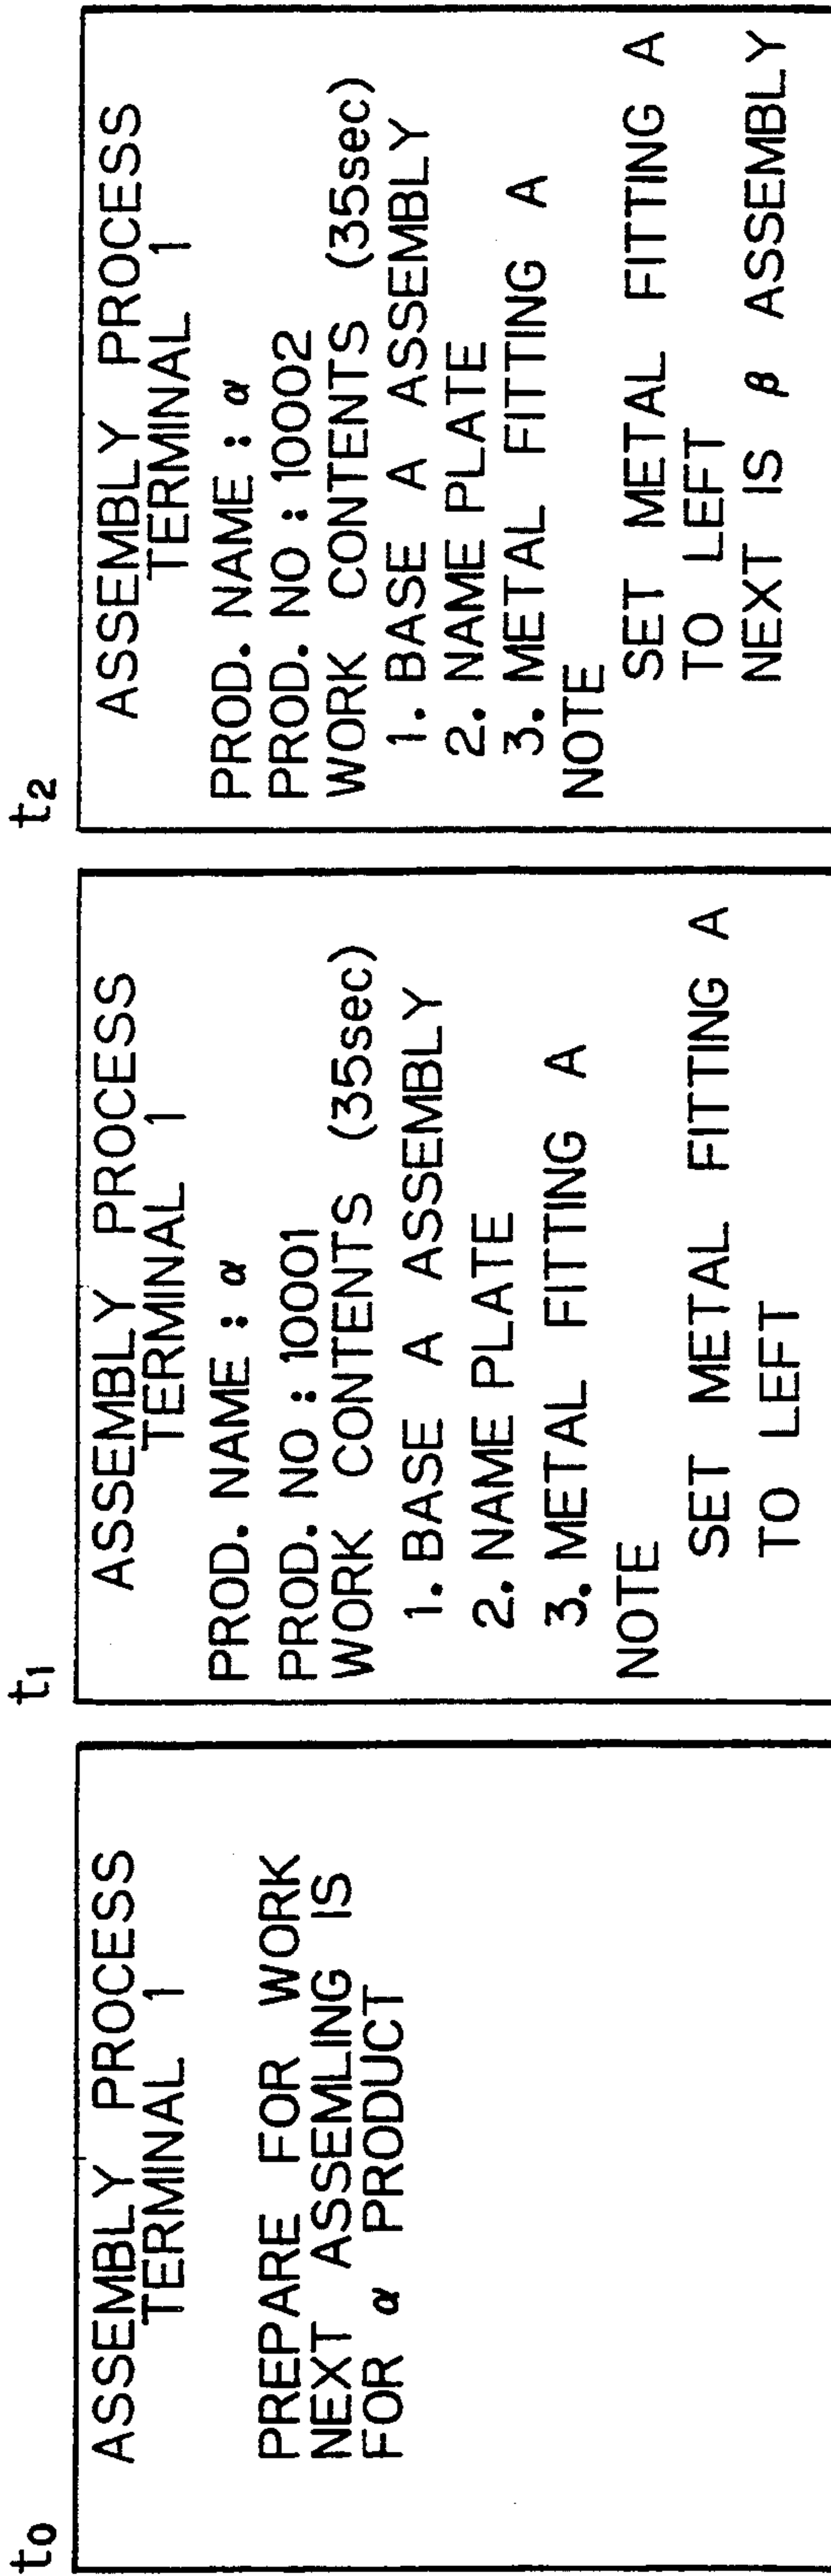 t0
ASSEMBLY PROCESS
TERMINAL 1
PREPARE FOR WORK
NEXT ASSEMLING IS
FOR α PRODUCT
t1
ASSEMBLY PROCESS
TERMINAL 1
PROD. NAME : α
PROD. NO : 10001
WORK CONTENTS (35sec)
1. BASE A ASSEMBLY
2. NAME PLATE
3. METAL FITTING A
NOTE
SET METAL FITTING A
TO LEFT
t2
ASSEMBLY PROCESS
TERMINAL 1
PROD. NAME : α
PROD. NO : 10002
WORK CONTENTS (35sec)
1. BASE A ASSEMBLY
2. NAME PLATE
3. METAL FITTING A
NOTE
SET METAL FITTING A
TO LEFT
NEXT IS β ASSEMBLY